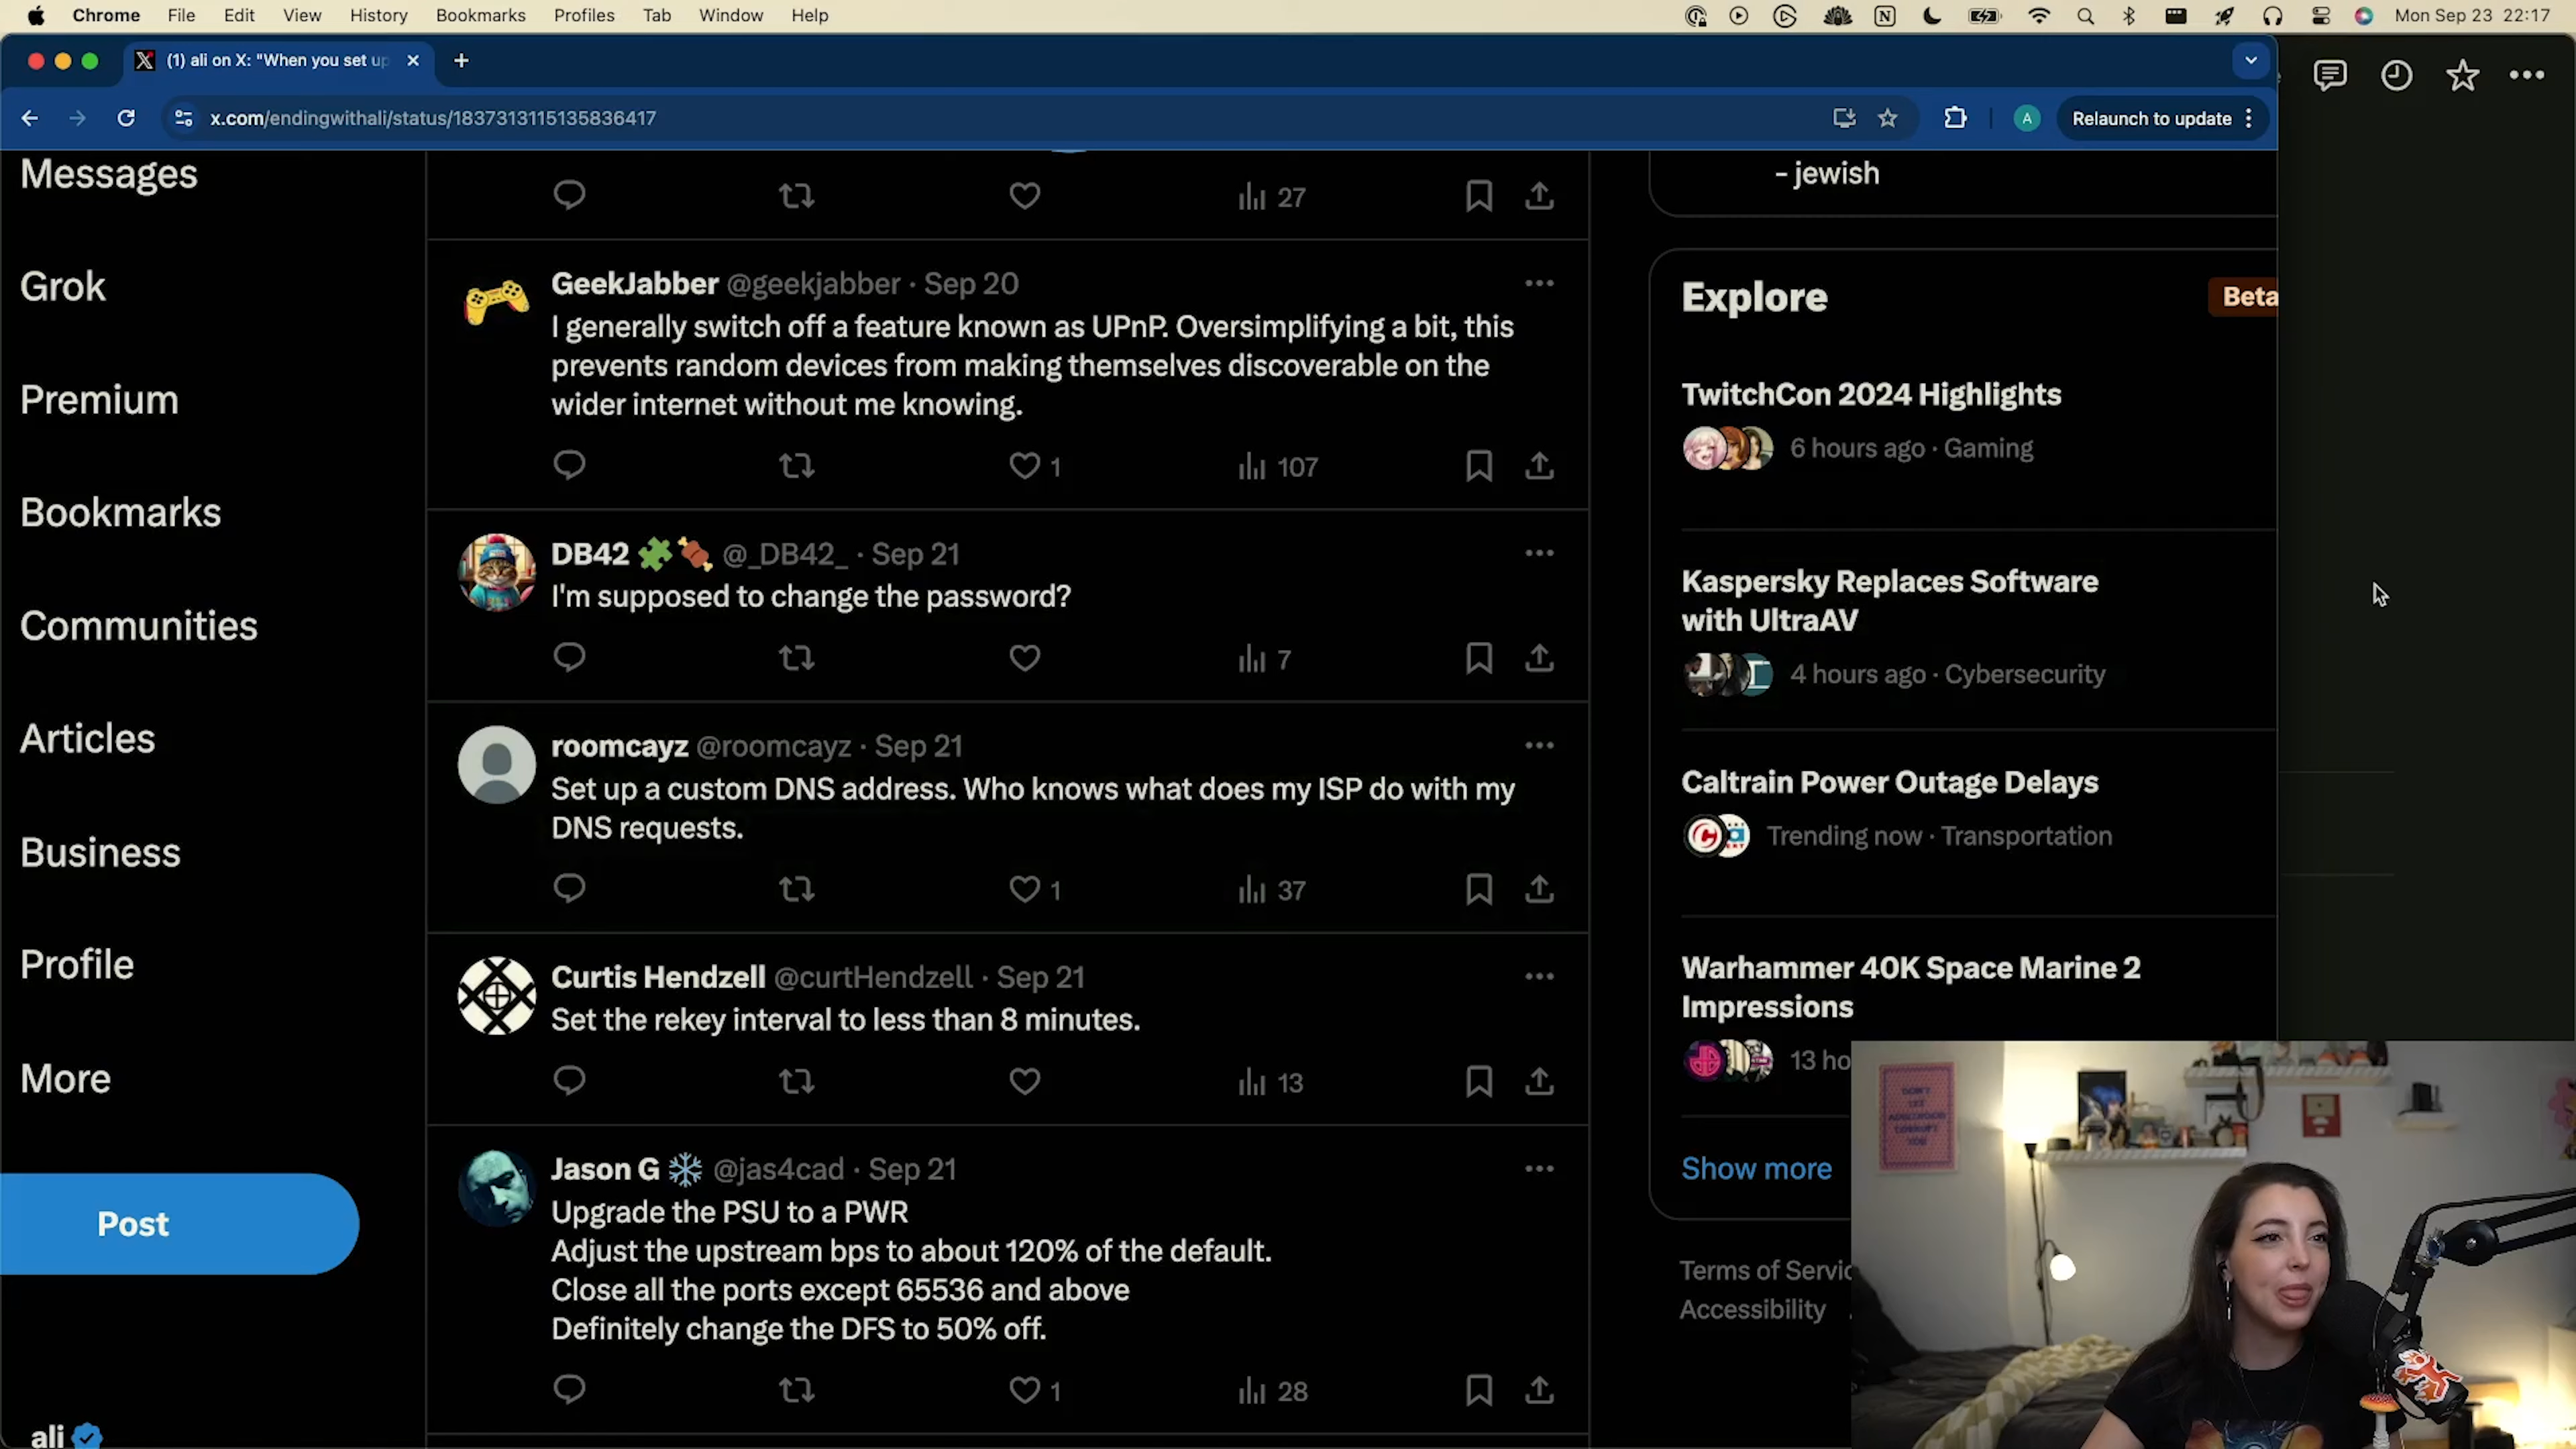 Chrome File Edit View History Bookmarks Profiles Tab Window Help
Mon Sep 23 22:17
(1) ali on X: "When you set up
x.com/endingwithali/status/1837313115135836417
A
Relaunch to update
Messages
Grok
Premium
Bookmarks
Communities
Articles
Business
Profile
More
Post
ali
27
GeekJabber @geekjabber · Sep 20
I generally switch off a feature known as UPnP. Oversimplifying a bit, this
prevents random devices from making themselves discoverable on the
wider internet without me knowing.
1 107
DB42 @_DB42_ · Sep 21
I'm supposed to change the password?
7
roomcayz @roomcayz · Sep 21
Set up a custom DNS address. Who knows what does my ISP do with my
DNS requests.
1 37
Curtis Hendzell @curtHendzell · Sep 21
Set the rekey interval to less than 8 minutes.
13
Jason G @jas4cad · Sep 21
Upgrade the PSU to a PWR
Adjust the upstream bps to about 120% of the default.
Close all the ports except 65536 and above
Definitely change the DFS to 50% off.
1 28
- jewish
Explore
Beta
TwitchCon 2024 Highlights
6 hours ago · Gaming
Kaspersky Replaces Software
with UltraAV
4 hours ago · Cybersecurity
Caltrain Power Outage Delays
Trending now · Transportation
Warhammer 40K Space Marine 2
Impressions
13 ho
Show more
Terms of Servic
Accessibility